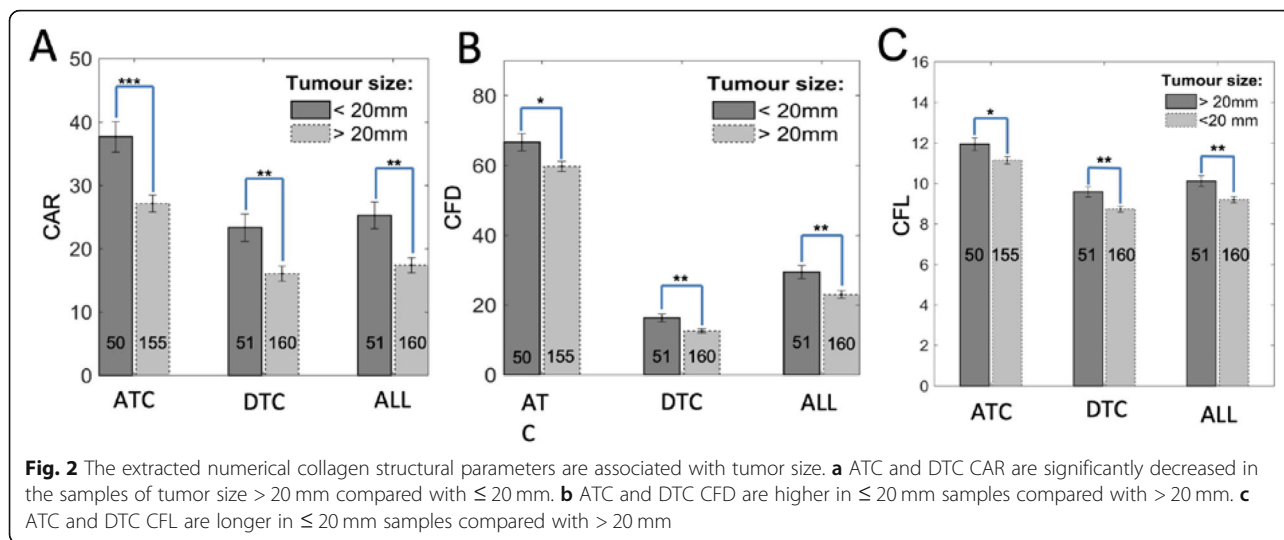 A
CAR
50
40
30
20
10
0
Tumour size:
< 20mm
> 20mm
***
**
**
50 155
51 160
51 160
ATC DTC ALL
B
CFD
80
60
40
20
0
Tumour size:
< 20mm
> 20mm
*
**
**
50 155
51 160
51 160
AT
C
DTC ALL
C
CFL
16
14
12
10
8
6
4
2
0
Tumour size:
> 20mm
<20 mm
*
**
**
50 155
51 160
51 160
ATC DTC ALL
Fig. 2 The extracted numerical collagen structural parameters are associated with tumor size. a ATC and DTC CAR are significantly decreased in
the samples of tumor size > 20 mm compared with ≤ 20 mm. b ATC and DTC CFD are higher in ≤ 20 mm samples compared with > 20 mm. c
ATC and DTC CFL are longer in ≤ 20 mm samples compared with > 20 mm